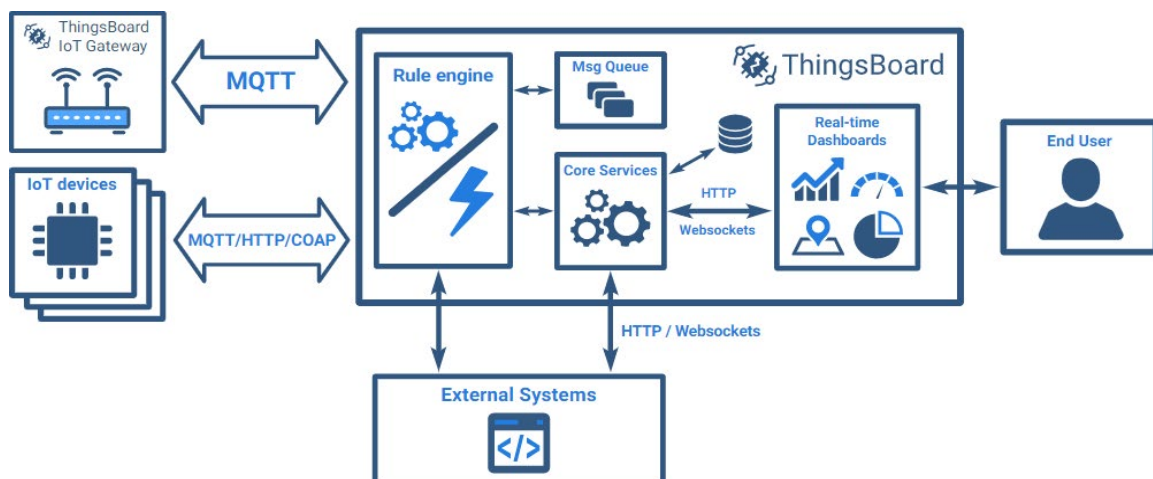 ThingsBoard
IoT Gateway
MQTT
IoT devices
MQTT/HTTP/COAP
Rule engine
Msg Queue
ThingsBoard
Core Services
HTTP
Websockets
Real-time
Dashboards
End User
HTTP / Websockets
External Systems
</>